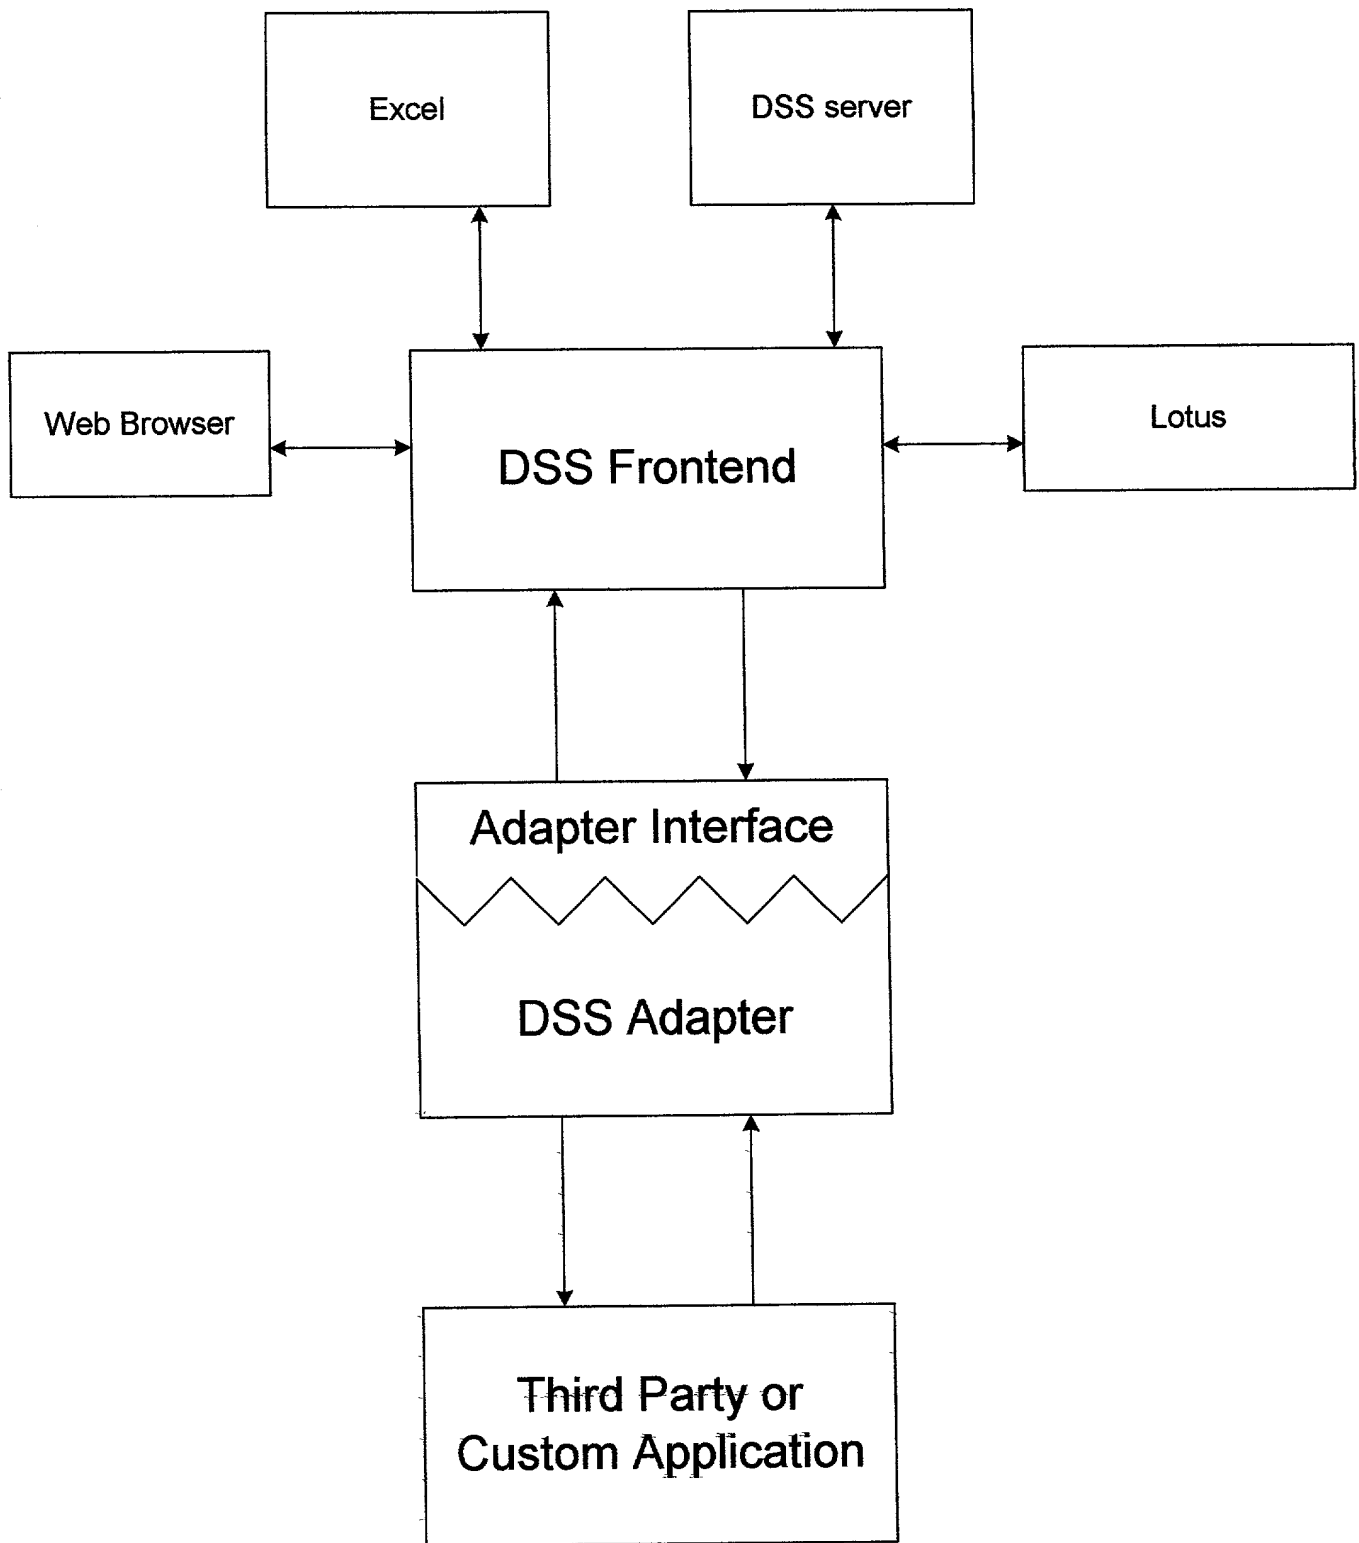 Excel
DSS server
Web Browser
Lotus
DSS Frontend
Adapter Interface
DSS Adapter
Third Party or
Custom Application